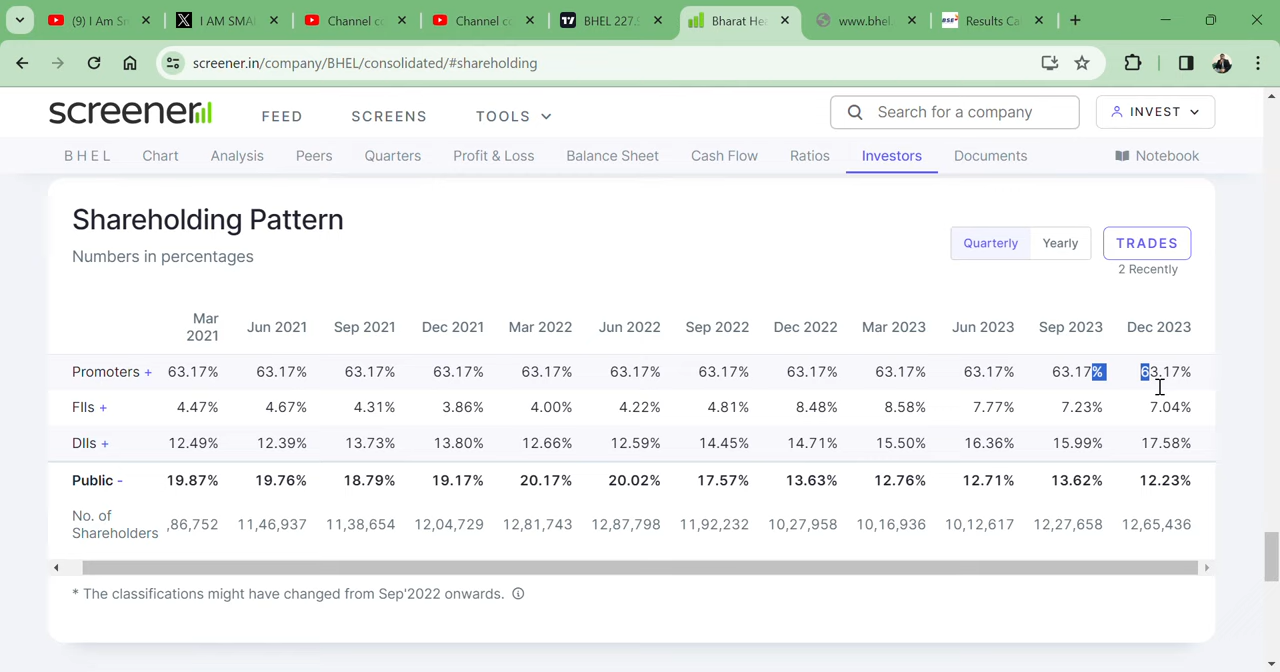 (9) I Am Sm
I AM SMA
Channel co
Channel co
BHEL 227.
Bharat Hea
www.bhel.
BSE Results Ca
screener.in/company/BHEL/consolidated/#shareholding
screener
FEED
SCREENS
TOOLS
Search for a company
INVEST
BHEL
Chart
Analysis
Peers
Quarters
Profit & Loss
Balance Sheet
Cash Flow
Ratios
Investors
Documents
Notebook
Shareholding Pattern
Numbers in percentages
Quarterly
Yearly
TRADES
2 Recently
Mar 2021 Jun 2021 Sep 2021 Dec 2021 Mar 2022 Jun 2022 Sep 2022 Dec 2022 Mar 2023 Jun 2023 Sep 2023 Dec 2023
Promoters + 63.17% 63.17% 63.17% 63.17% 63.17% 63.17% 63.17% 63.17% 63.17% 63.17% 63.17% 63.17%
FIIs + 4.47% 4.67% 4.31% 3.86% 4.00% 4.22% 4.81% 8.48% 8.58% 7.77% 7.23% 7.04%
DIIs + 12.49% 12.39% 13.73% 13.80% 12.66% 12.59% 14.45% 14.71% 15.50% 16.36% 15.99% 17.58%
Public - 19.87% 19.76% 18.79% 19.17% 20.17% 20.02% 17.57% 13.63% 12.76% 12.71% 13.62% 12.23%
No. of Shareholders ,86,752 11,46,937 11,38,654 12,04,729 12,81,743 12,87,798 11,92,232 10,27,958 10,16,936 10,12,617 12,27,658 12,65,436
* The classifications might have changed from Sep'2022 onwards.